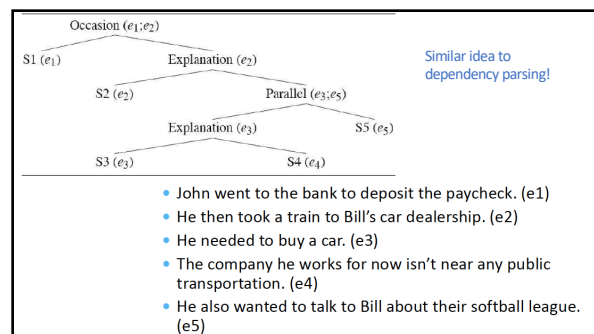 Occasion (e1;e2)
S1 (e1)
Explanation (e2)
Similar idea to
dependency parsing!
S2 (e2)
Parallel (e3;e5)
Explanation (e3)
S5 (e5)
S3 (e3)
S4 (e4)
• John went to the bank to deposit the paycheck. (e1)
• He then took a train to Bill's car dealership. (e2)
• He needed to buy a car. (e3)
• The company he works for now isn't near any public
transportation. (e4)
• He also wanted to talk to Bill about their softball league.
(e5)